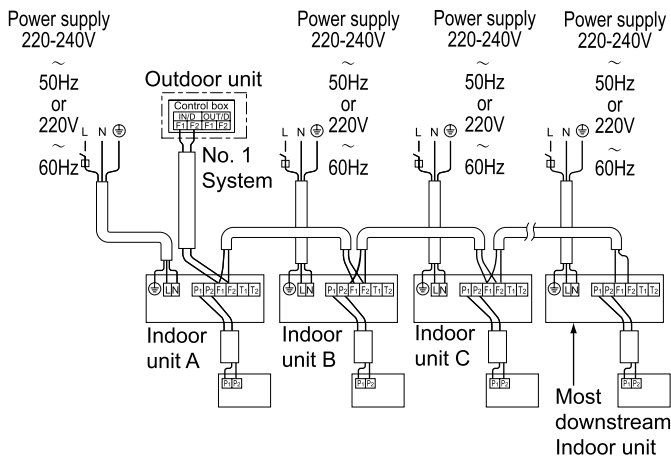 Power supply
220-240V
~
50Hz
or
220V
~
60Hz
L N
Outdoor unit
Control box
IN/D OUT/D
F1 F2 F1 F2
No. 1
System
Power supply
220-240V
~
50Hz
or
220V
~
60Hz
L N
Power supply
220-240V
~
50Hz
or
220V
~
60Hz
L N
Power supply
220-240V
~
50Hz
or
220V
~
60Hz
L N
L N
P1 P2 F1 F2 T1 T2
Indoor
unit A
P1 P2
L N
P1 P2 F1 F2 T1 T2
Indoor
unit B
P1 P2
L N
P1 P2 F1 F2 T1 T2
Indoor
unit C
P1 P2
L N
P1 P2 F1 F2 T1 T2
Most
downstream
Indoor unit
P1 P2